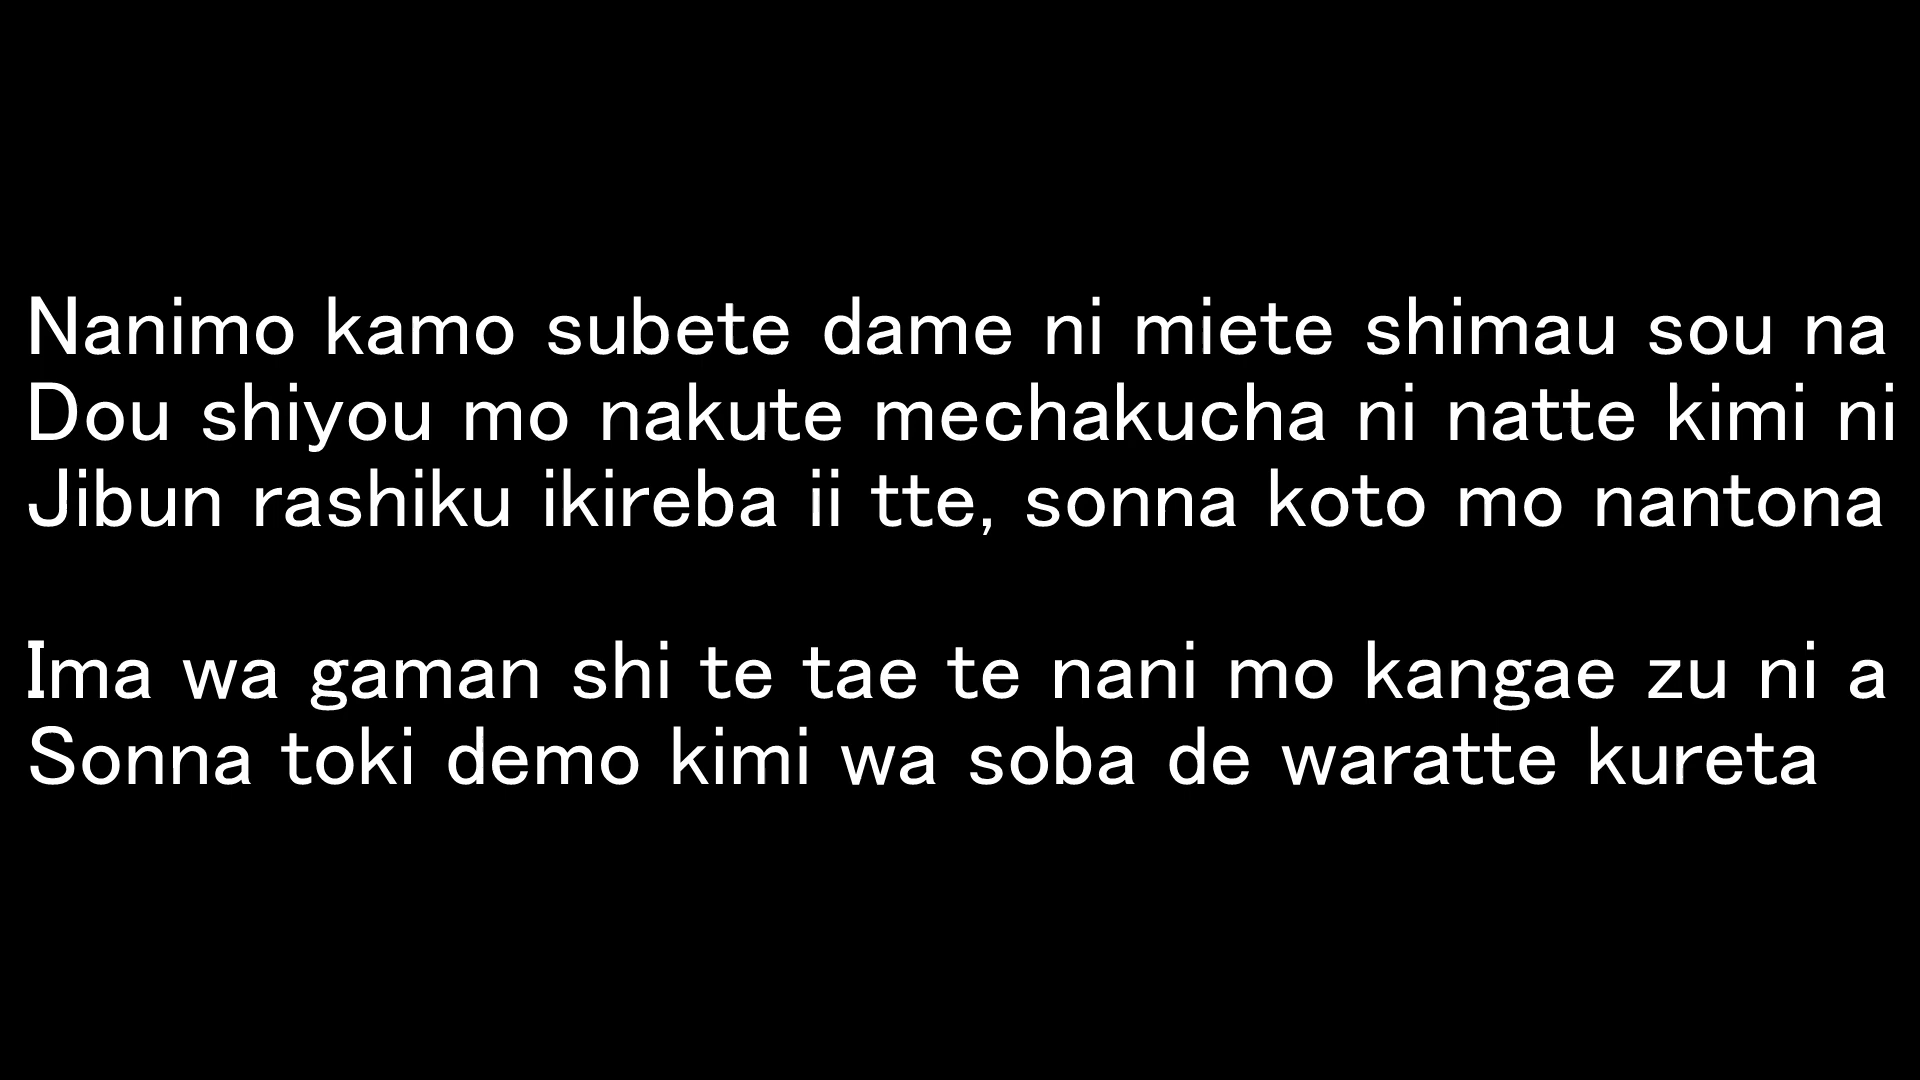 Nanimo kamo subete dame ni miete shimau sou na
Dou shiyou mo nakute mechakucha ni natte kimi ni
Jibun rashiku ikireba ii tte, sonna koto mo nantona
Ima wa gaman shi te tae te nani mo kangae zu ni a
Sonna toki demo kimi wa soba de waratte kureta